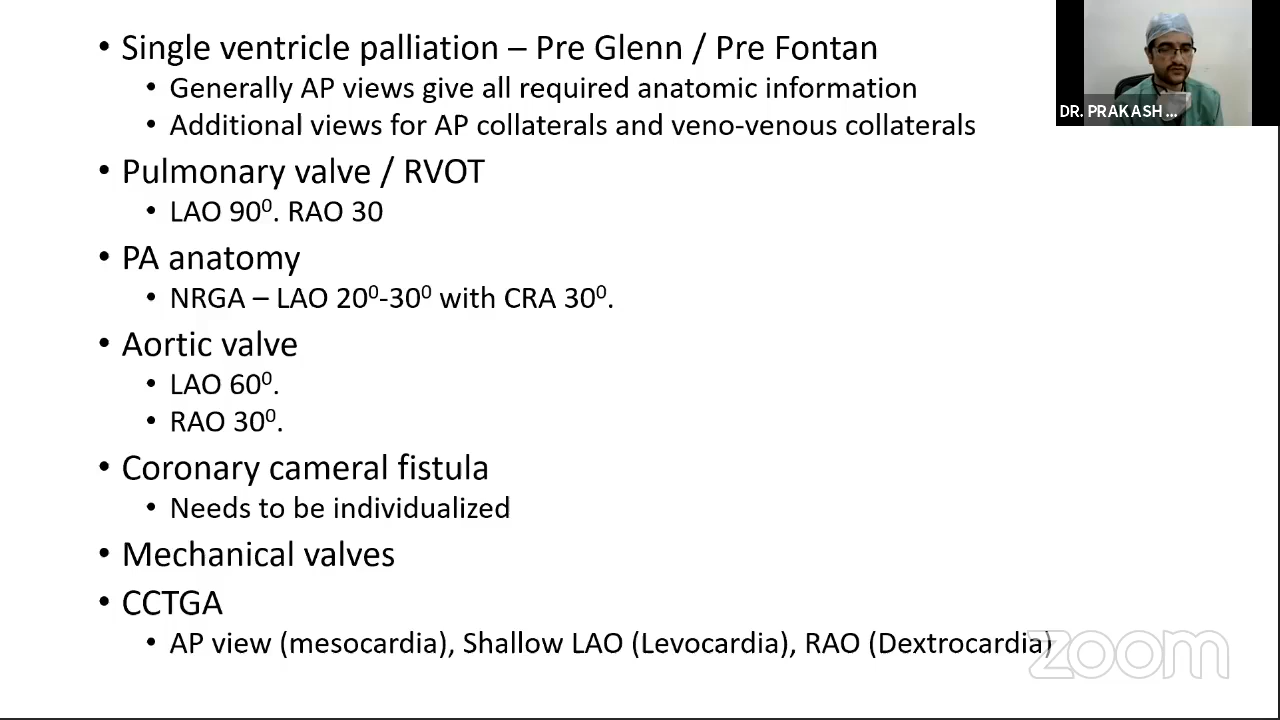 • Single ventricle palliation – Pre Glenn / Pre Fontan
• Generally AP views give all required anatomic information
• Additional views for AP collaterals and veno-venous collaterals
• Pulmonary valve / RVOT
• LAO 90⁰. RAO 30
• PA anatomy
• NRGA – LAO 20⁰-30⁰ with CRA 30⁰.
• Aortic valve
• LAO 60⁰.
• RAO 30⁰.
• Coronary cameral fistula
• Needs to be individualized
• Mechanical valves
• CCTGA
• AP view (mesocardia), Shallow LAO (Levocardia), RAO (Dextrocardia)
DR. PRAKASH ...
zoom